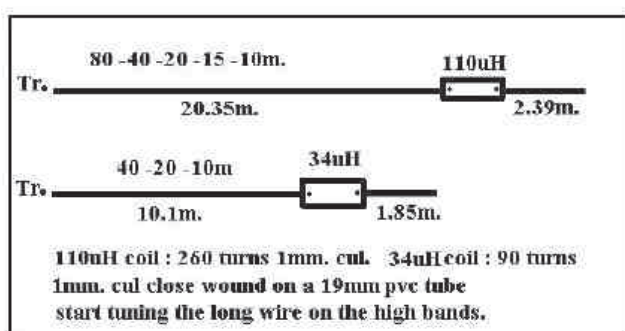 80 -40 -20 -15 -10m.
110uH
Tr.
20.35m.
2.39m.
40 -20 -10m
34uH
Tr.
10.1m.
1.85m.
110uH coil : 260 turns 1mm. cul. 34uH coil : 90 turns
1mm. cul close wound on a 19mm pvc tube
start tuning the long wire on the high bands.